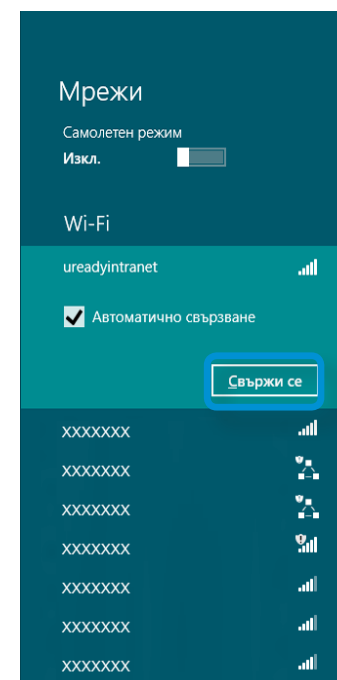 Мрежи
Самолетен режим
Изкл.
Wi-Fi
ureadyintranet
Автоматично свързване
Свържи се
xxxxxxx
xxxxxxx
xxxxxxx
xxxxxxx
xxxxxxx
xxxxxxx
xxxxxxx